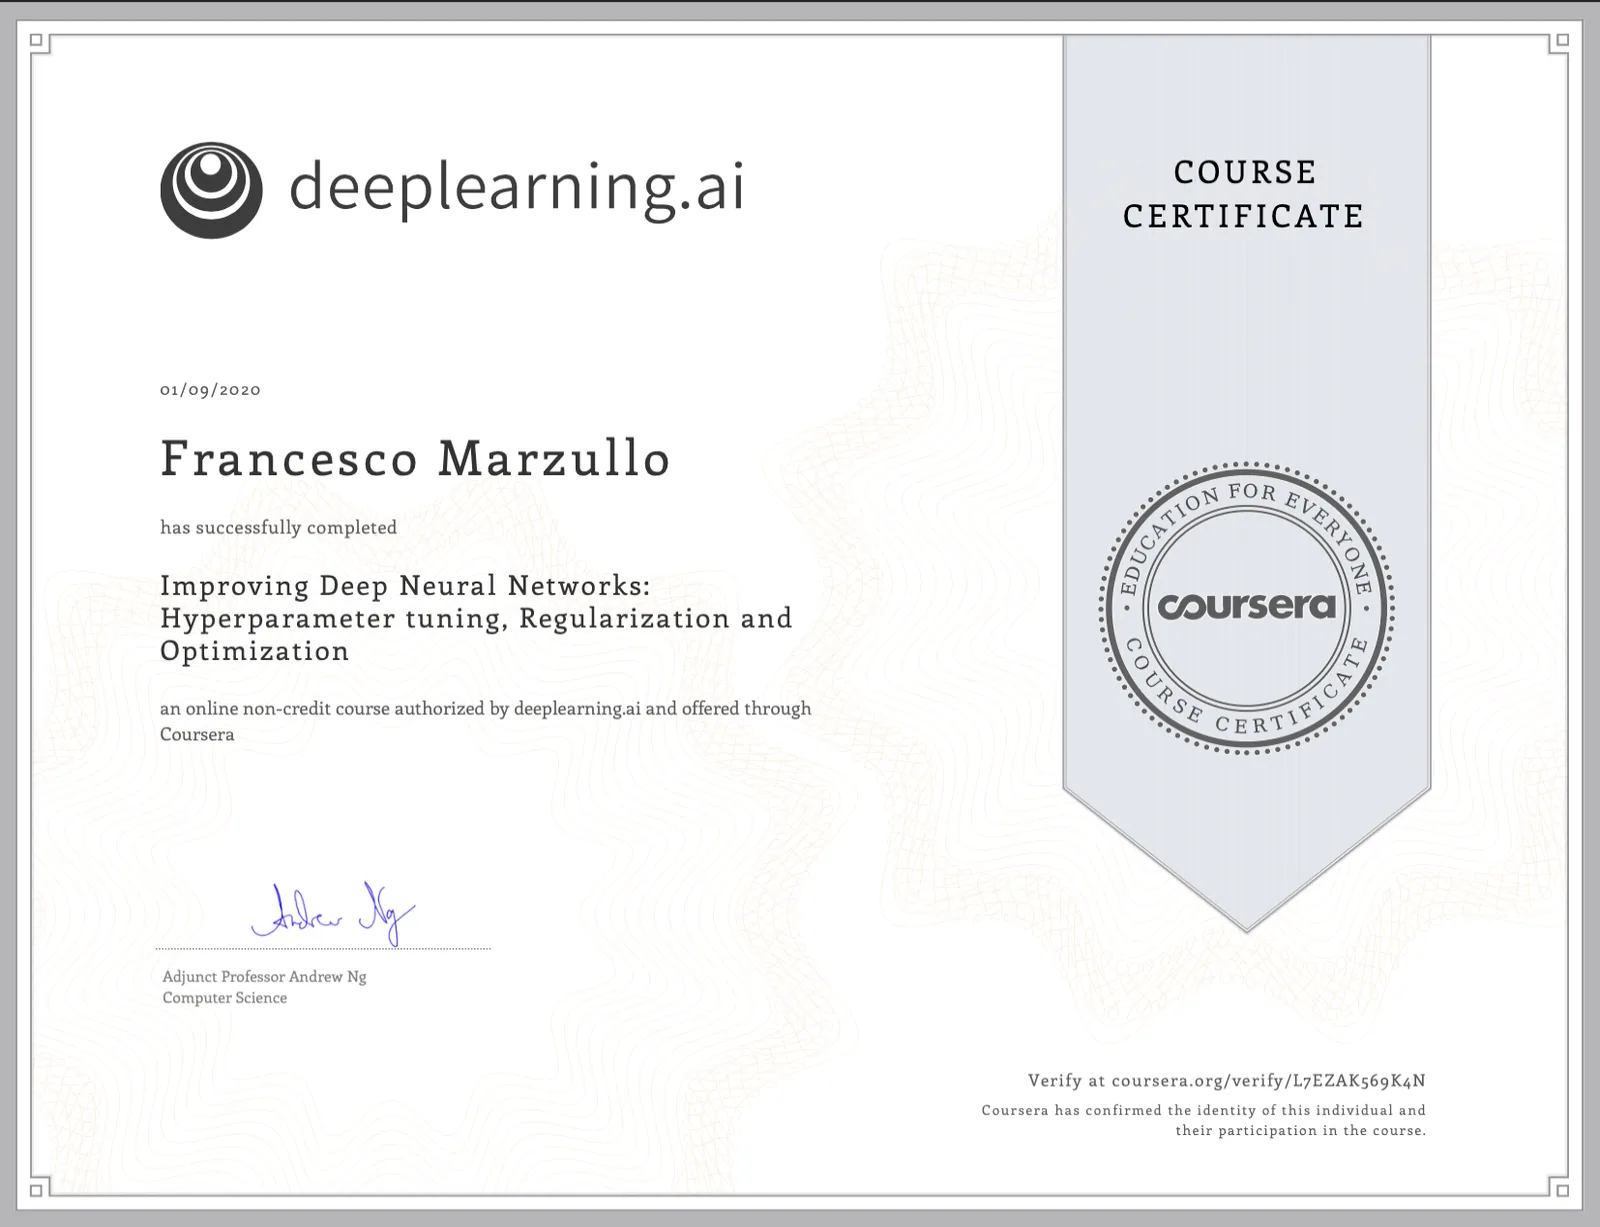 deeplearning.ai
COURSE
CERTIFICATE
01/09/2020
Francesco Marzullo
has successfully completed
Improving Deep Neural Networks:
Hyperparameter tuning, Regularization and
Optimization
an online non-credit course authorized by deeplearning.ai and offered through
Coursera
EDUCATION FOR EVERYONE
coursera
COURSE CERTIFICATE
Andrew Ng
Adjunct Professor Andrew Ng
Computer Science
Verify at coursera.org/verify/L7EZAK569K4N
Coursera has confirmed the identity of this individual and
their participation in the course.